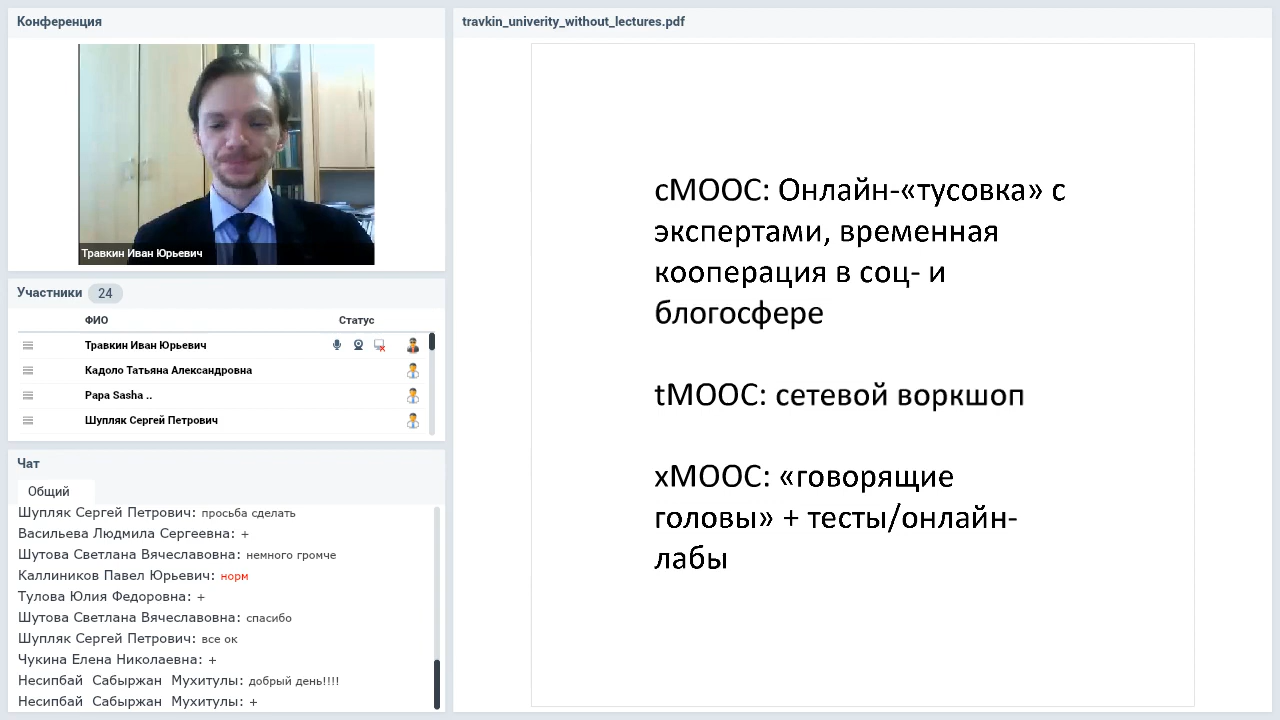 Конференция
Травкин Иван Юрьевич
Участники 24
ФИО Статус
Травкин Иван Юрьевич
Кадоло Татьяна Александровна
Papa Sasha ..
Шупляк Сергей Петрович
Чат
Общий
Шупляк Сергей Петрович: просьба сделать
Васильева Людмила Сергеевна: +
Шутова Светлана Вячеславовна: немного громче
Каллиников Павел Юрьевич: норм
Тулова Юлия Федоровна: +
Шутова Светлана Вячеславовна: спасибо
Шупляк Сергей Петрович: все ок
Чукина Елена Николаевна: +
Несипбай Сабыржан Мухитулы: добрый день!!!!
Несипбай Сабыржан Мухитулы: +
travkin_univerity_without_lectures.pdf
cMOOC: Онлайн-«тусовка» с
экспертами, временная
кооперация в соц- и
блогосфере
tMOOC: сетевой воркшоп
xMOOC: «говорящие
головы» + тесты/онлайн-
лабы